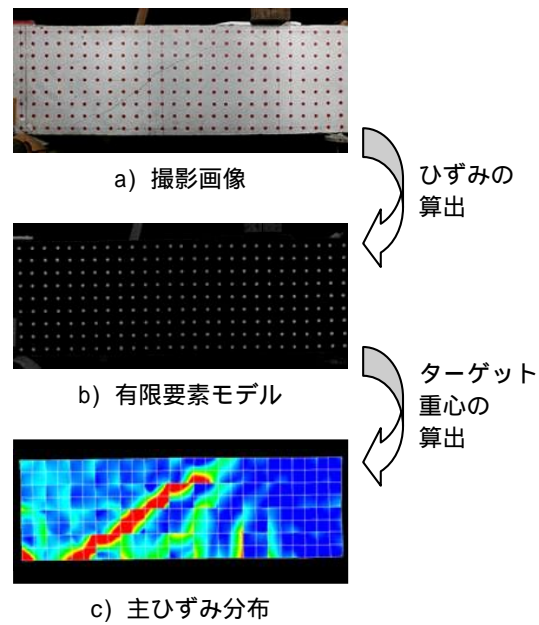 a) 撮影画像
ひずみの
算出
b) 有限要素モデル
ターゲット
重心の
算出
c) 主ひずみ分布